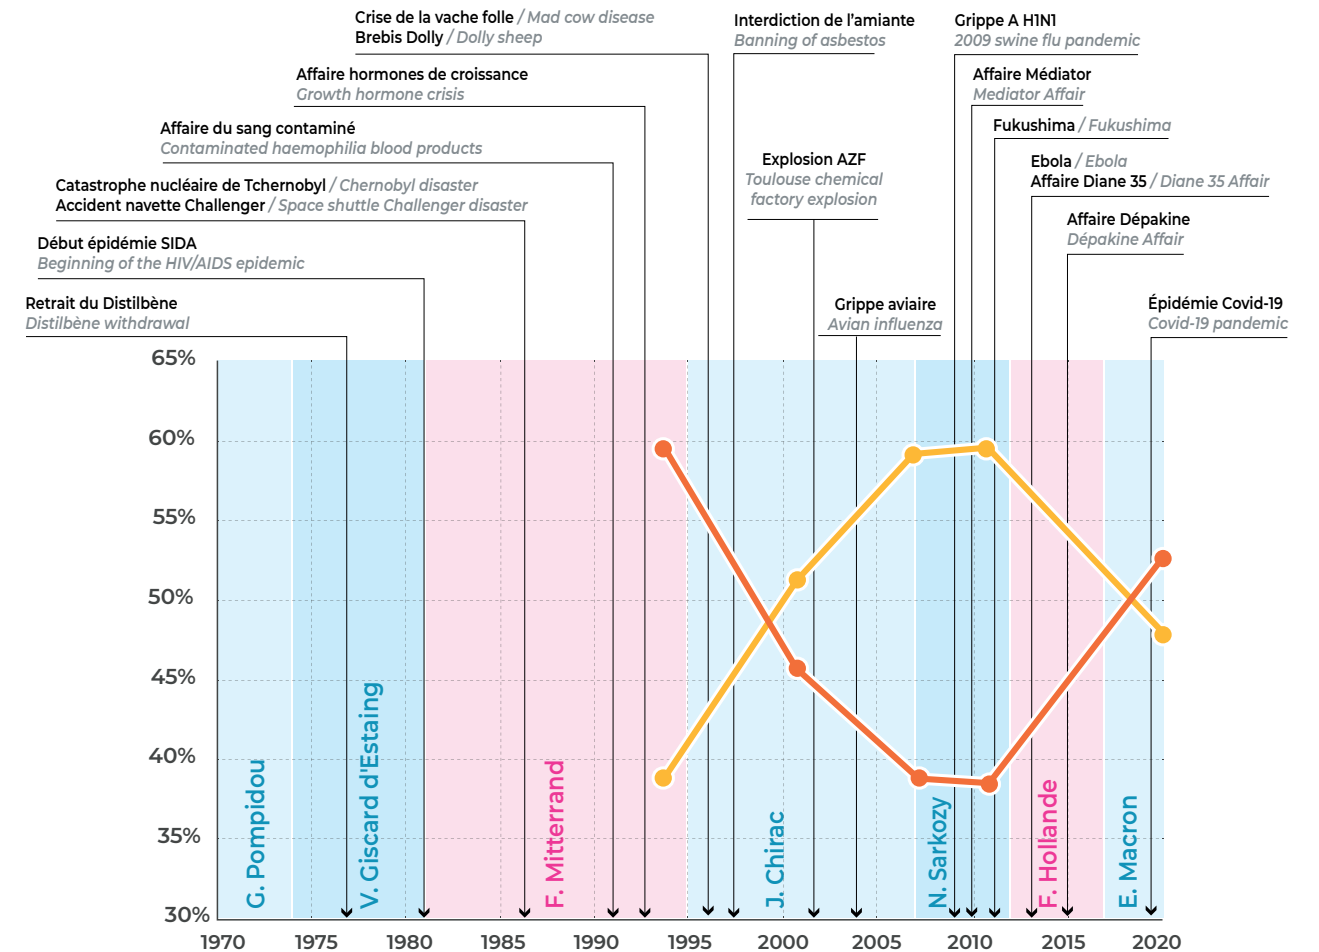 Crise de la vache folle / Mad cow disease
Brebis Dolly / Dolly sheep
Interdiction de l'amiante
Banning of asbestos
Grippe A H1N1
2009 swine flu pandemic
Affaire hormones de croissance
Growth hormone crisis
Affaire Médiator
Mediator Affair
Affaire du sang contaminé
Contaminated haemophilia blood products
Fukushima / Fukushima
Explosion AZF
Toulouse chemical
factory explosion
Ebola / Ebola
Affaire Diane 35 / Diane 35 Affair
Catastrophe nucléaire de Tchernobyl / Chernobyl disaster
Accident navette Challenger / Space shuttle Challenger disaster
Affaire Dépakine
Dépakine Affair
Début épidémie SIDA
Beginning of the HIV/AIDS epidemic
Retrait du Distilbène
Distilbène withdrawal
Grippe aviaire
Avian influenza
Épidémie Covid-19
Covid-19 pandemic
65%
60%
55%
50%
45%
40%
35%
30%
G. Pompidou
V. Giscard d'Estaing
F. Mitterrand
J. Chirac
N. Sarkozy
F. Hollande
E. Macron
1970 1975 1980 1985 1990 1995 2000 2005 2010 2015 2020